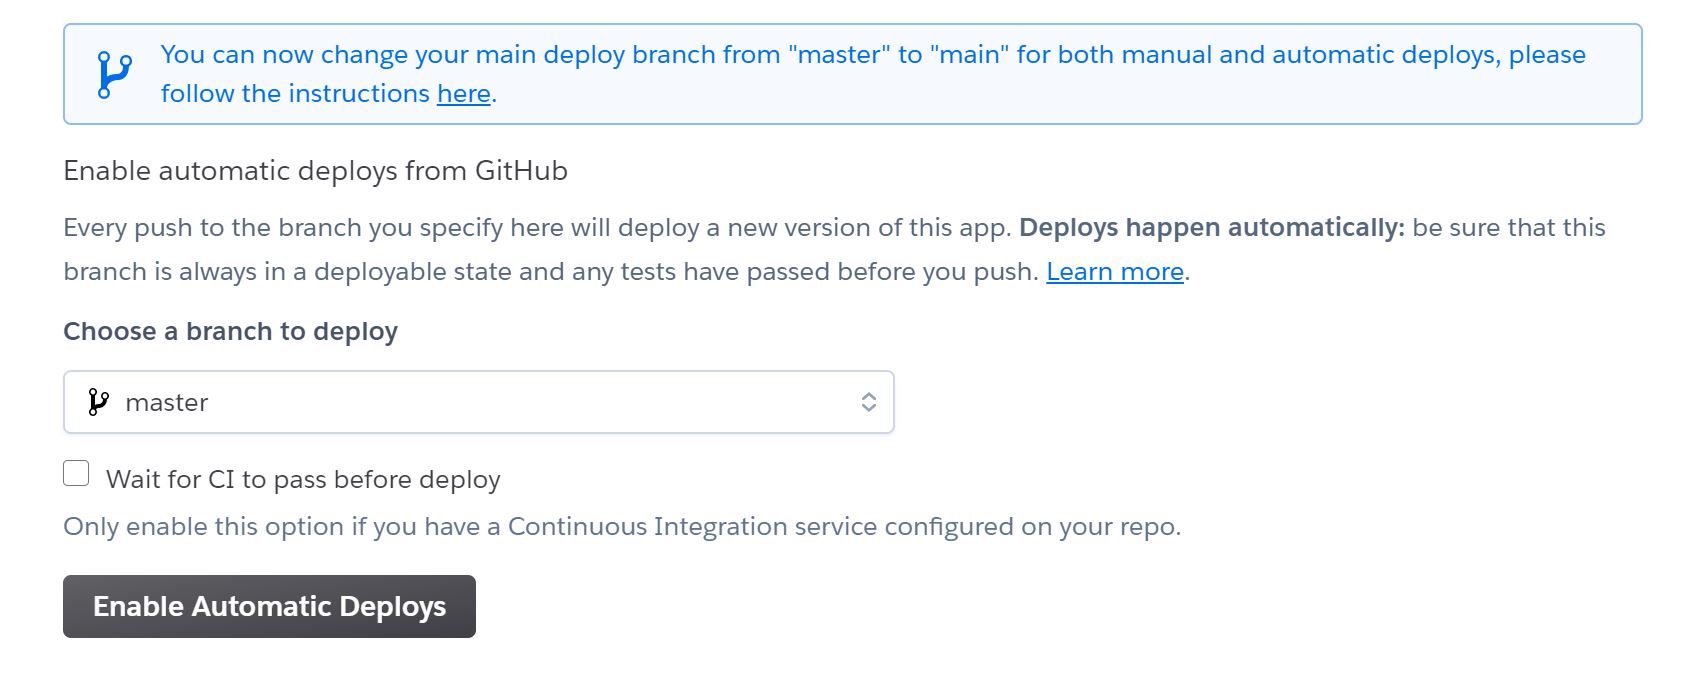 You can now change your main deploy branch from "master" to "main" for both manual and automatic deploys, please
follow the instructions here.
Enable automatic deploys from GitHub
Every push to the branch you specify here will deploy a new version of this app. Deploys happen automatically: be sure that this
branch is always in a deployable state and any tests have passed before you push. Learn more.
Choose a branch to deploy
master
Wait for CI to pass before deploy
Only enable this option if you have a Continuous Integration service configured on your repo.
Enable Automatic Deploys